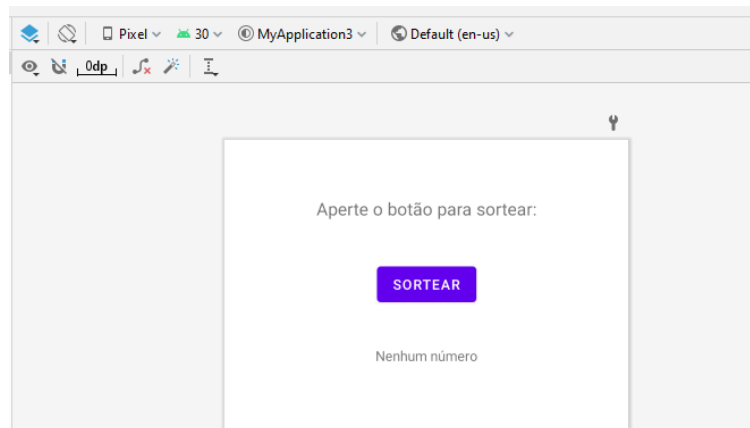 Pixel 30 MyApplication3 Default (en-us)
0dp
Aperte o botão para sortear:
SORTEAR
Nenhum número